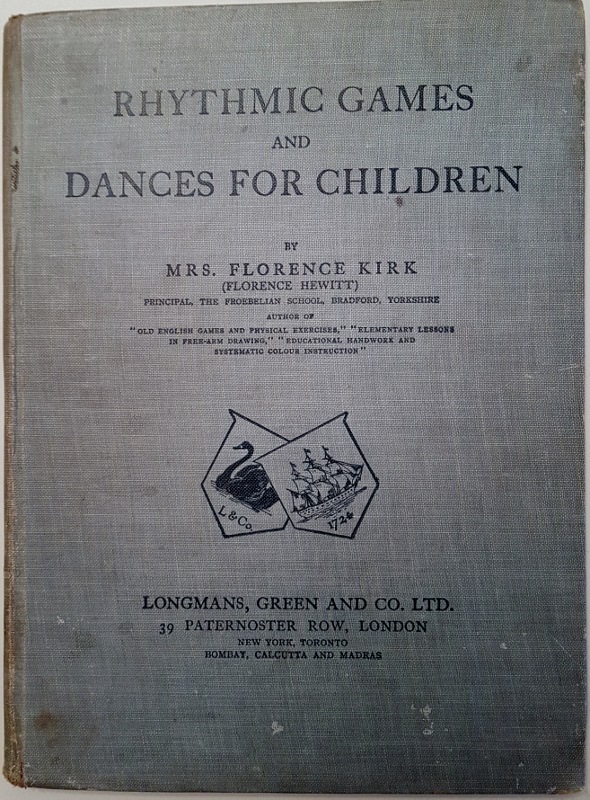 RHYTHMIC GAMES
AND
DANCES FOR CHILDREN
BY
MRS. FLORENCE KIRK
(FLORENCE HEWITT)
PRINCIPAL, THE FROEBELIAN SCHOOL, BRADFORD, YORKSHIRE
AUTHOR OF
"OLD ENGLISH GAMES AND PHYSICAL EXERCISES," "ELEMENTARY LESSONS
IN FREE-ARM DRAWING," "EDUCATIONAL HANDWORK AND
SYSTEMATIC COLOUR INSTRUCTION"
L & Co.
1724
LONGMANS, GREEN AND CO. LTD.
39 PATERNOSTER ROW, LONDON
NEW YORK, TORONTO
BOMBAY, CALCUTTA AND MADRAS